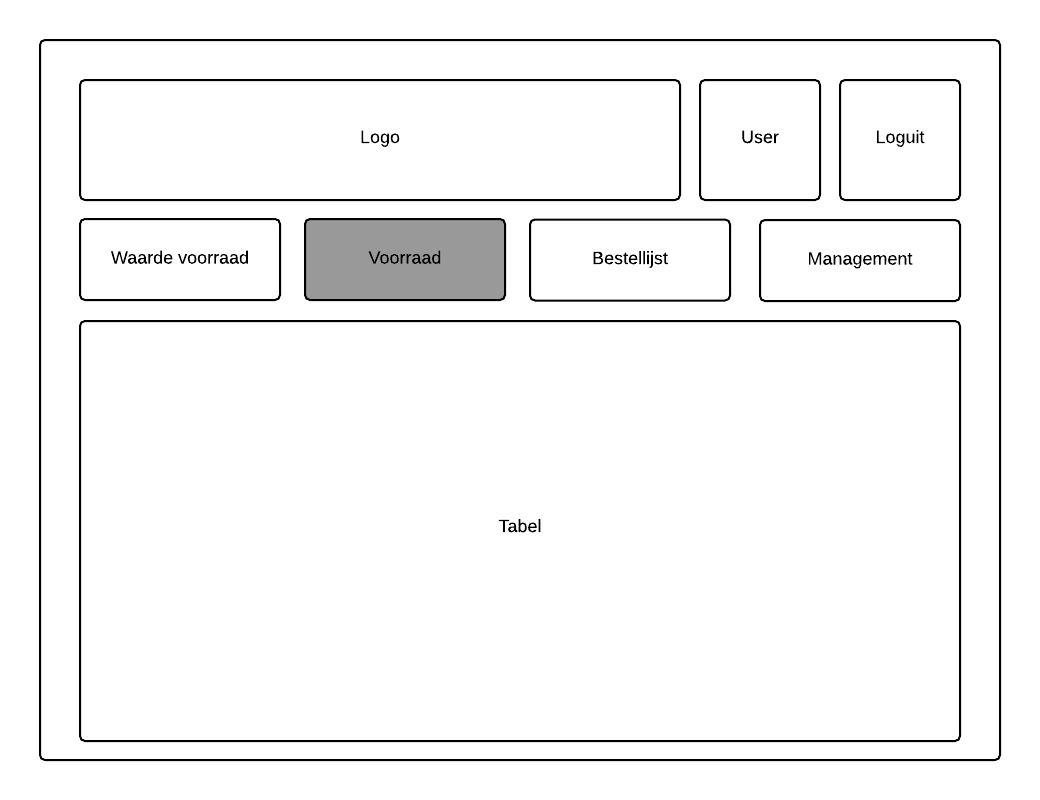 Logo
User
Loguit
Waarde voorraad
Voorraad
Bestellijst
Management
Tabel